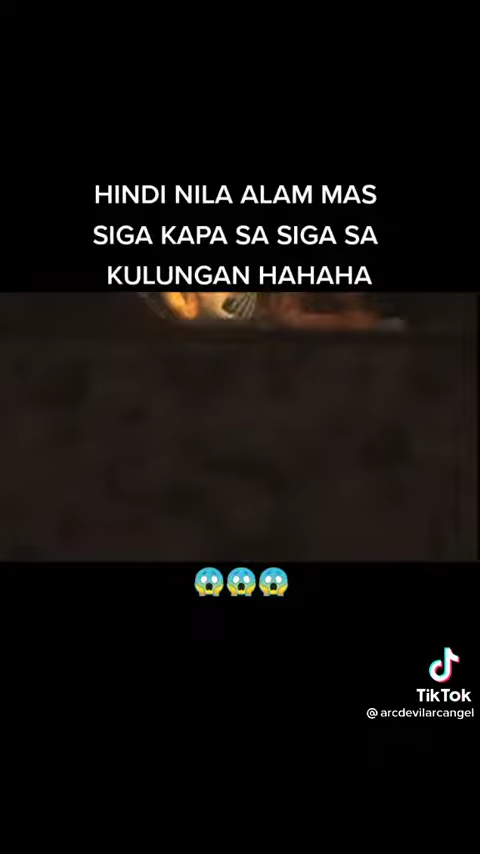 HINDI NILA ALAM MAS
SIGA KAPA SA SIGA SA
KULUNGAN HAHAHA
😱😱😱
TikTok
@arcdevilarcangel